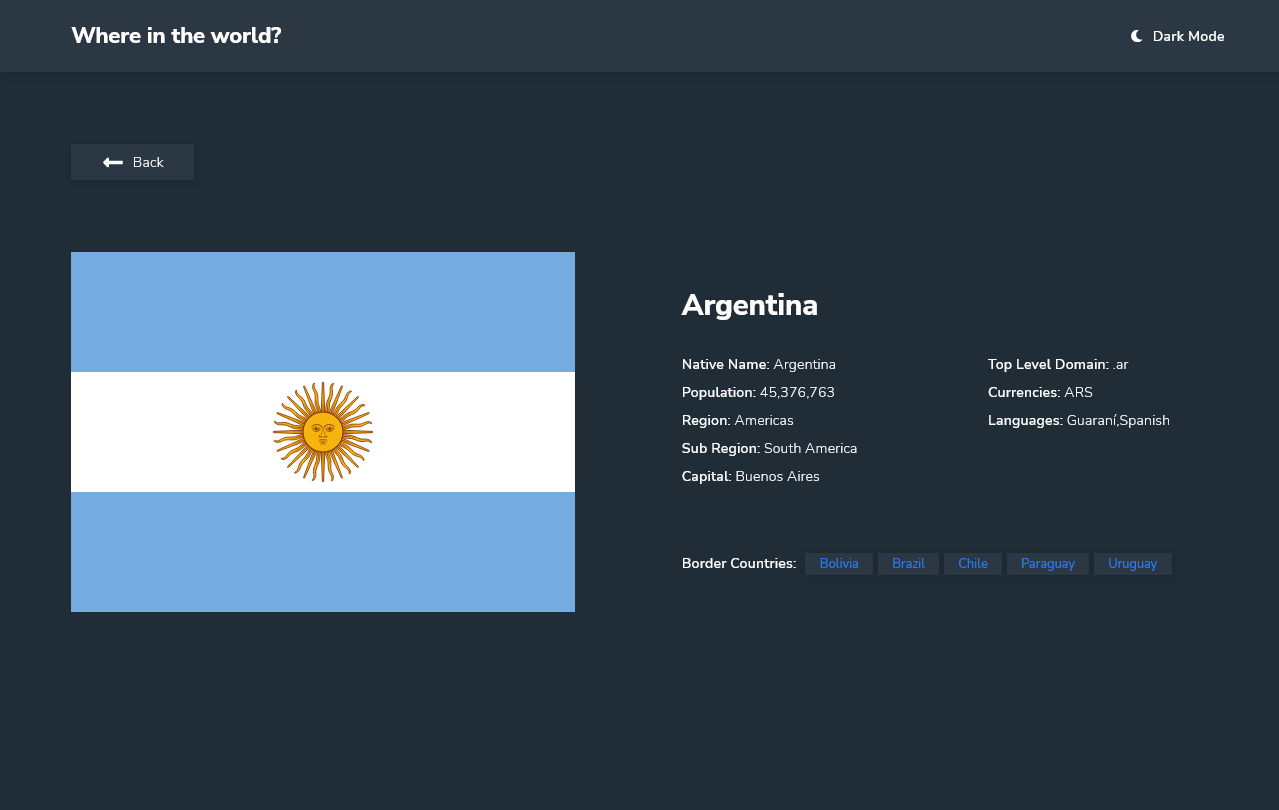 Where in the world?
Dark Mode
Back
Argentina
Native Name: Argentina
Population: 45,376,763
Region: Americas
Sub Region: South America
Capital: Buenos Aires
Top Level Domain: .ar
Currencies: ARS
Languages: Guaraní,Spanish
Border Countries: Bolivia Brazil Chile Paraguay Uruguay